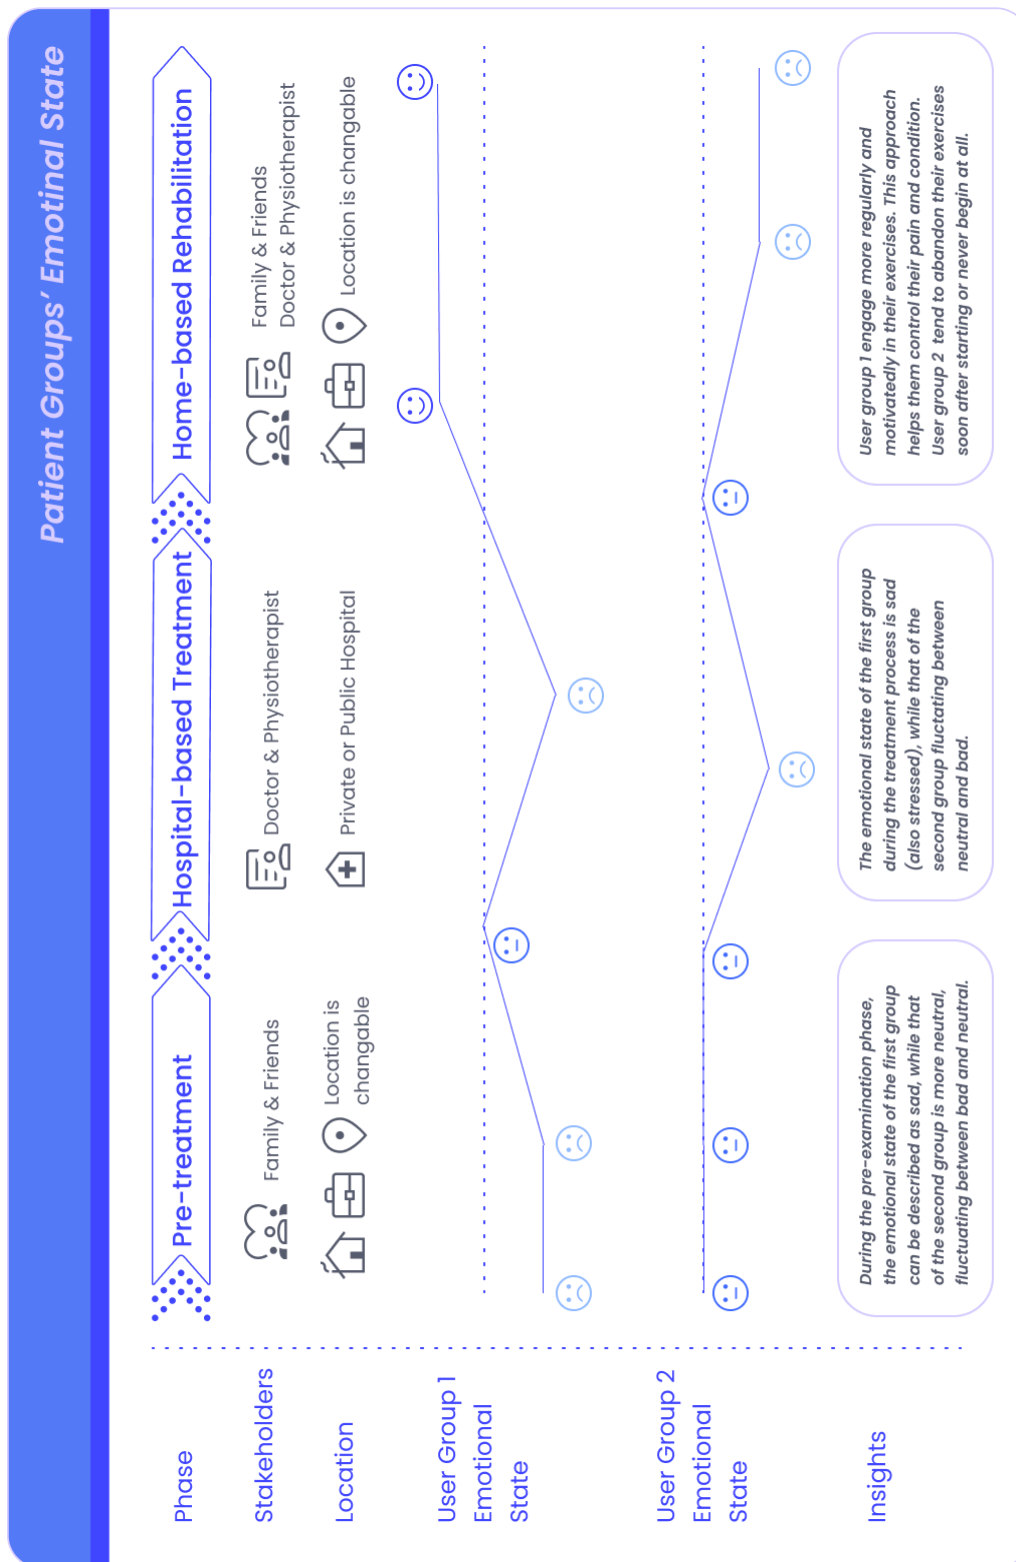 Patient Groups' Emotinal State
Phase
Pre-treatment
Hospital-based Treatment
Home-based Rehabilitation
Stakeholders
Family & Friends
Doctor & Physiotherapist
Family & Friends
Doctor & Physiotherapist
Location
Location is
changable
Private or Public Hospital
Location is changable
User Group 1
Emotional
State
User Group 2
Emotional
State
Insights
During the pre-examination phase,
the emotional state of the first group
can be described as sad, while that
of the second group is more neutral,
fluctuating between bad and neutral.
The emotional state of the first group
during the treatment process is sad
(also stressed), while that of the
second group fluctating between
neutral and bad.
User group 1 engage more regularly and
motivatedly in their exercises. This approach
helps them control their pain and condition.
User group 2 tend to abandon their exercises
soon after starting or never begin at all.